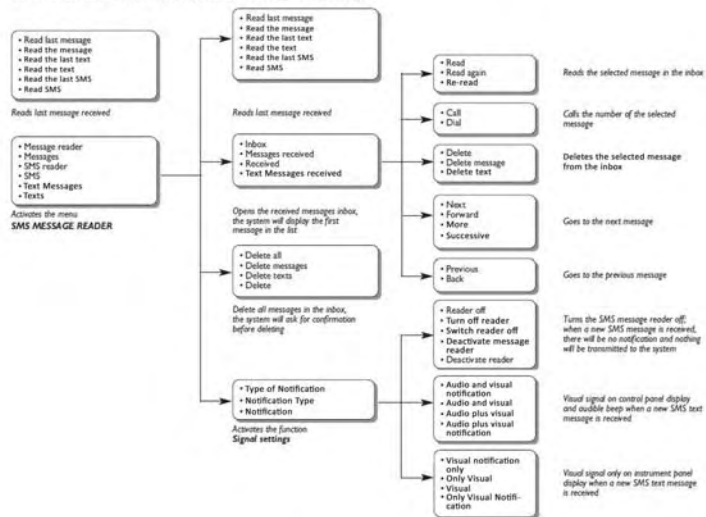 • Read last message
• Read the message
• Read the last text
• Read the text
• Read the last SMS
• Read SMS
Reads last message received
• Message reader
• Messages
• SMS reader
• SMS
• Text Messages
• Texts
Activates the menu
SMS MESSAGE READER
• Read last message
• Read the message
• Read the last text
• Read the text
• Read the last SMS
• Read SMS
Reads last message received
• Inbox
• Messages received
• Received
• Text Messages received
Opens the received messages inbox,
the system will display the first
message in the list
• Delete all
• Delete messages
• Delete texts
• Delete
Delete all messages in the inbox,
the system will ask for confirmation
before deleting
• Type of Notification
• Notification Type
• Notification
Activates the function
Signal settings
• Read
• Read again
• Re-read
Reads the selected message in the inbox
• Call
• Dial
Calls the number of the selected
message
• Delete
• Delete message
• Delete text
Deletes the selected message
from the inbox
• Next
• Forward
• More
• Successive
Goes to the next message
• Previous
• Back
Goes to the previous message
• Reader off
• Turn off reader
• Switch reader off
• Deactivate message
reader
• Deactivate reader
Turns the SMS message reader off;
when a new SMS message is received,
there will be no notification and nothing
will be transmitted to the system
• Audio and visual
notification
• Audio and visual
• Audio plus visual
• Audio plus visual
notification
Visual signal on control panel display
and audible beep when a new SMS text
message is received
• Visual notification
only
• Only Visual
• Visual
• Only Visual Notifi-
cation
Visual signal only on instrument panel
display when a new SMS text message
is received